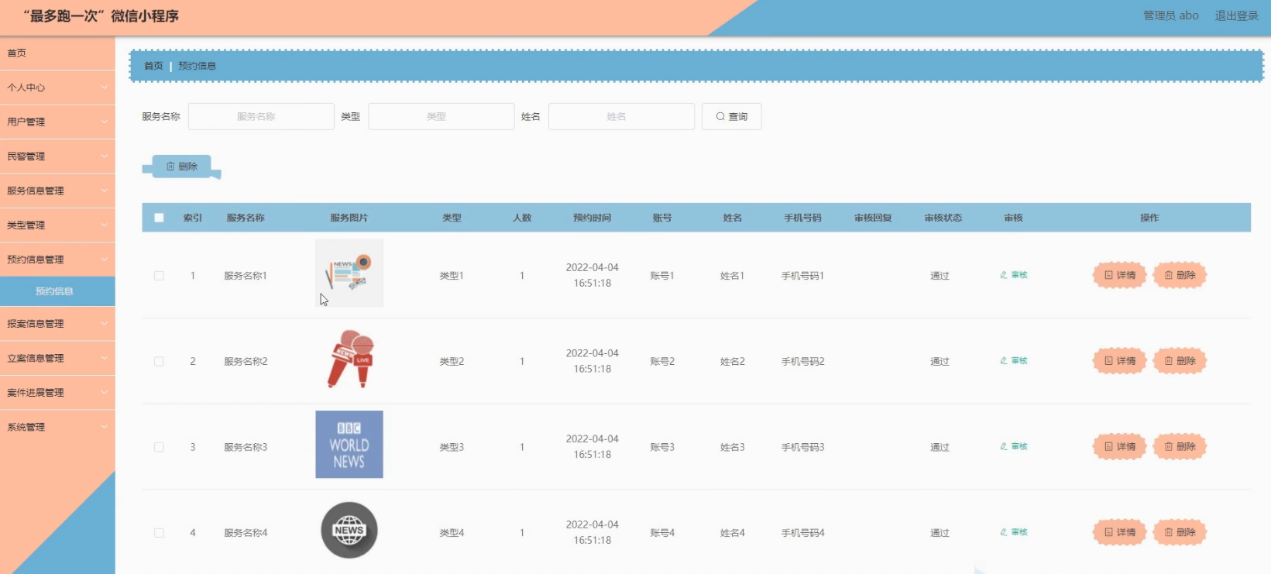 “最多跑一次”微信小程序
管理员 abo 退出登录
首页
个人中心
用户管理
民警管理
服务信息管理
类型管理
预约信息管理
预约信息
报案信息管理
立案信息管理
案件进展管理
系统管理
首页 | 预约信息
服务名称 服务名称 类型 类型 姓名 姓名 查询
删除
索引 服务名称 服务图片 类型 人数 预约时间 账号 姓名 手机号码 审核回复 审核状态 审核 操作
NEWS
1 服务名称1 类型1 1 2022-04-04 16:51:18 账号1 姓名1 手机号码1 通过 审核 详情 删除
NEWS LIVE
2 服务名称2 类型2 1 2022-04-04 16:51:18 账号2 姓名2 手机号码2 通过 审核 详情 删除
BBC
WORLD
NEWS
3 服务名称3 类型3 1 2022-04-04 16:51:18 账号3 姓名3 手机号码3 通过 审核 详情 删除
NEWS
4 服务名称4 类型4 1 2022-04-04 16:51:18 账号4 姓名4 手机号码4 通过 审核 详情 删除